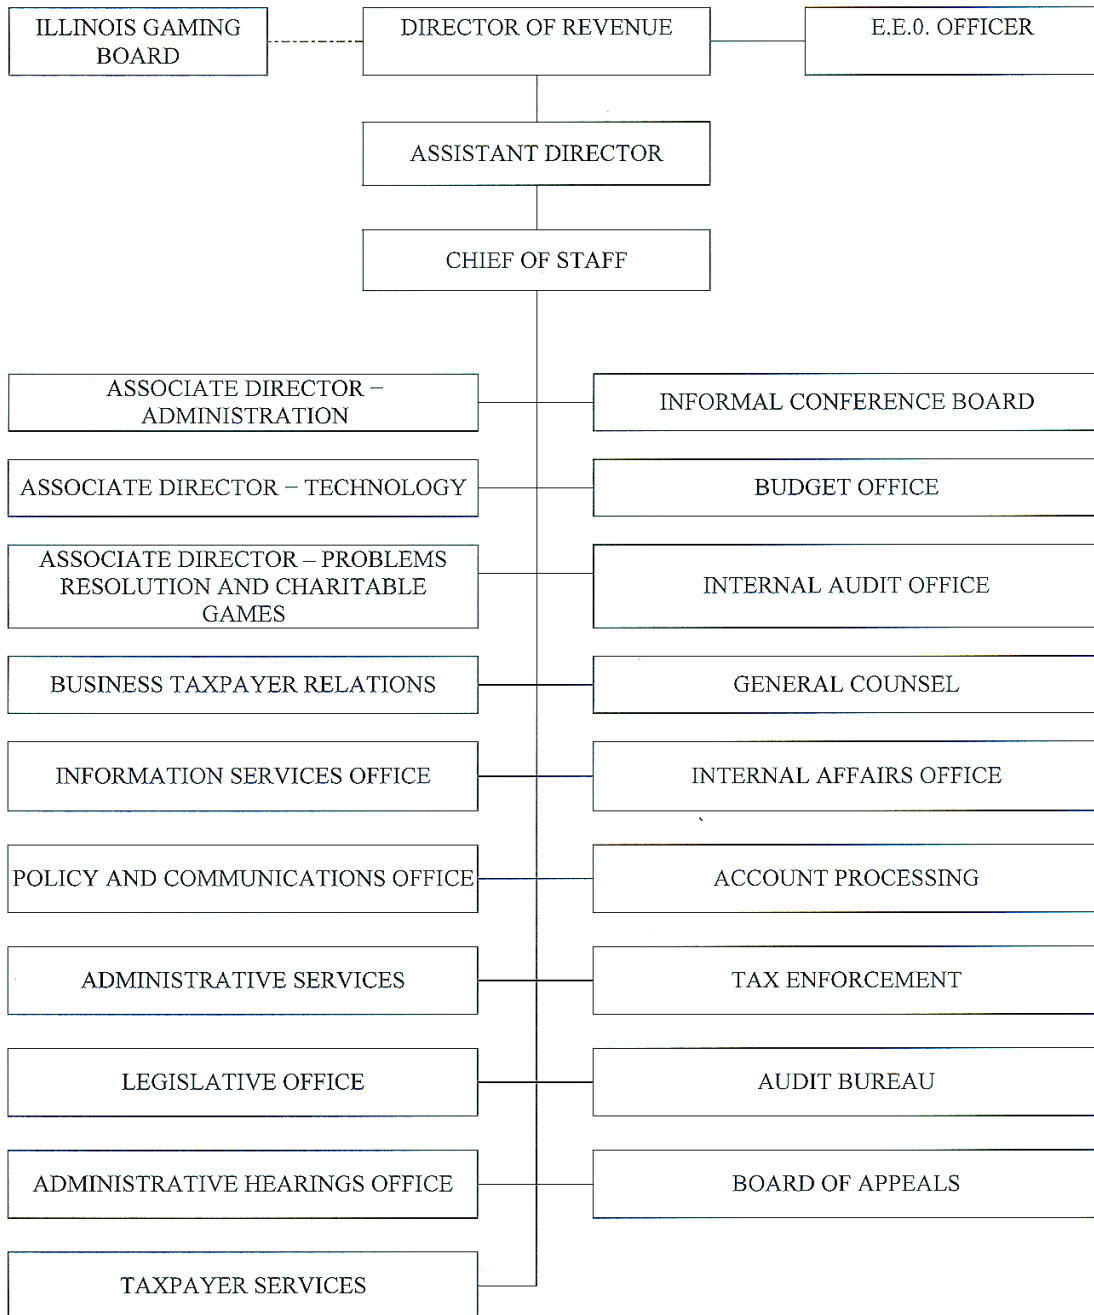 ILLINOIS GAMING
BOARD
DIRECTOR OF REVENUE
E.E.0. OFFICER
ASSISTANT DIRECTOR
CHIEF OF STAFF
ASSOCIATE DIRECTOR –
ADMINISTRATION
INFORMAL CONFERENCE BOARD
ASSOCIATE DIRECTOR – TECHNOLOGY
BUDGET OFFICE
ASSOCIATE DIRECTOR – PROBLEMS
RESOLUTION AND CHARITABLE
GAMES
INTERNAL AUDIT OFFICE
BUSINESS TAXPAYER RELATIONS
GENERAL COUNSEL
INFORMATION SERVICES OFFICE
INTERNAL AFFAIRS OFFICE
POLICY AND COMMUNICATIONS OFFICE
ACCOUNT PROCESSING
ADMINISTRATIVE SERVICES
TAX ENFORCEMENT
LEGISLATIVE OFFICE
AUDIT BUREAU
ADMINISTRATIVE HEARINGS OFFICE
BOARD OF APPEALS
TAXPAYER SERVICES